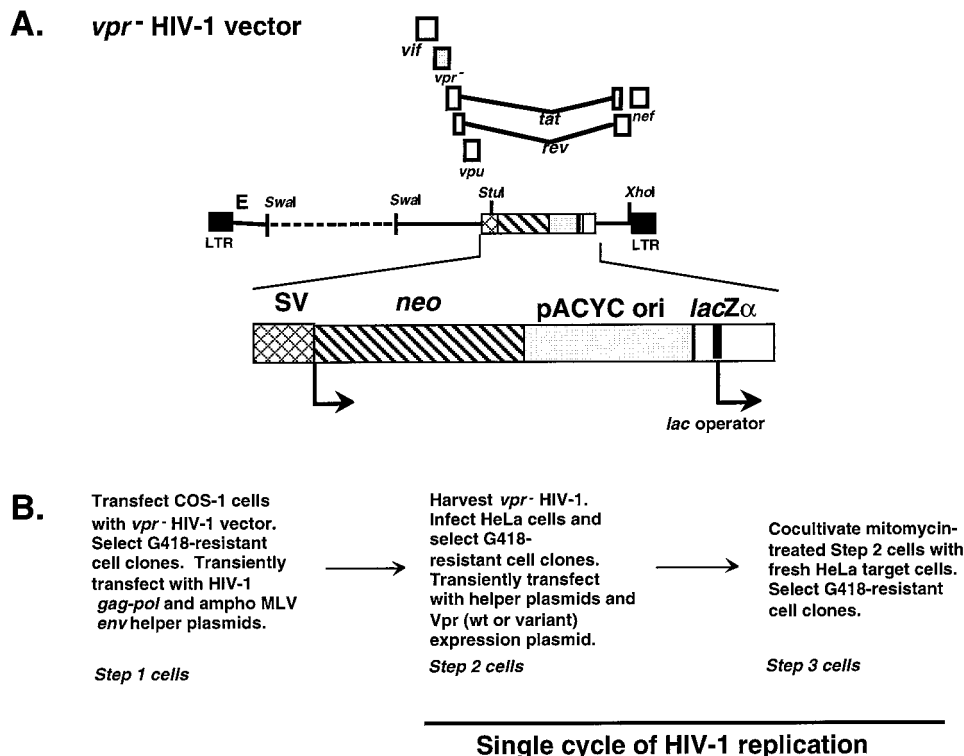 A.
vpr- HIV-1 vector
vif
vpr-
tat
nef
rev
vpu
E
SwaI
SwaI
StuI
XhoI
LTR
LTR
SV
neo
pACYC ori
lacZα
lac operator
B.
Transfect COS-1 cells
with vpr- HIV-1 vector.
Select G418-resistant
cell clones. Transiently
transfect with HIV-1
gag-pol and ampho MLV
env helper plasmids.
Step 1 cells
Harvest vpr- HIV-1.
Infect HeLa cells and
select G418-
resistant cell clones.
Transiently transfect
with helper plasmids and
Vpr (wt or variant)
expression plasmid.
Step 2 cells
Cocultivate mitomycin-
treated Step 2 cells with
fresh HeLa target cells.
Select G418-resistant
cell clones.
Step 3 cells
Single cycle of HIV-1 replication